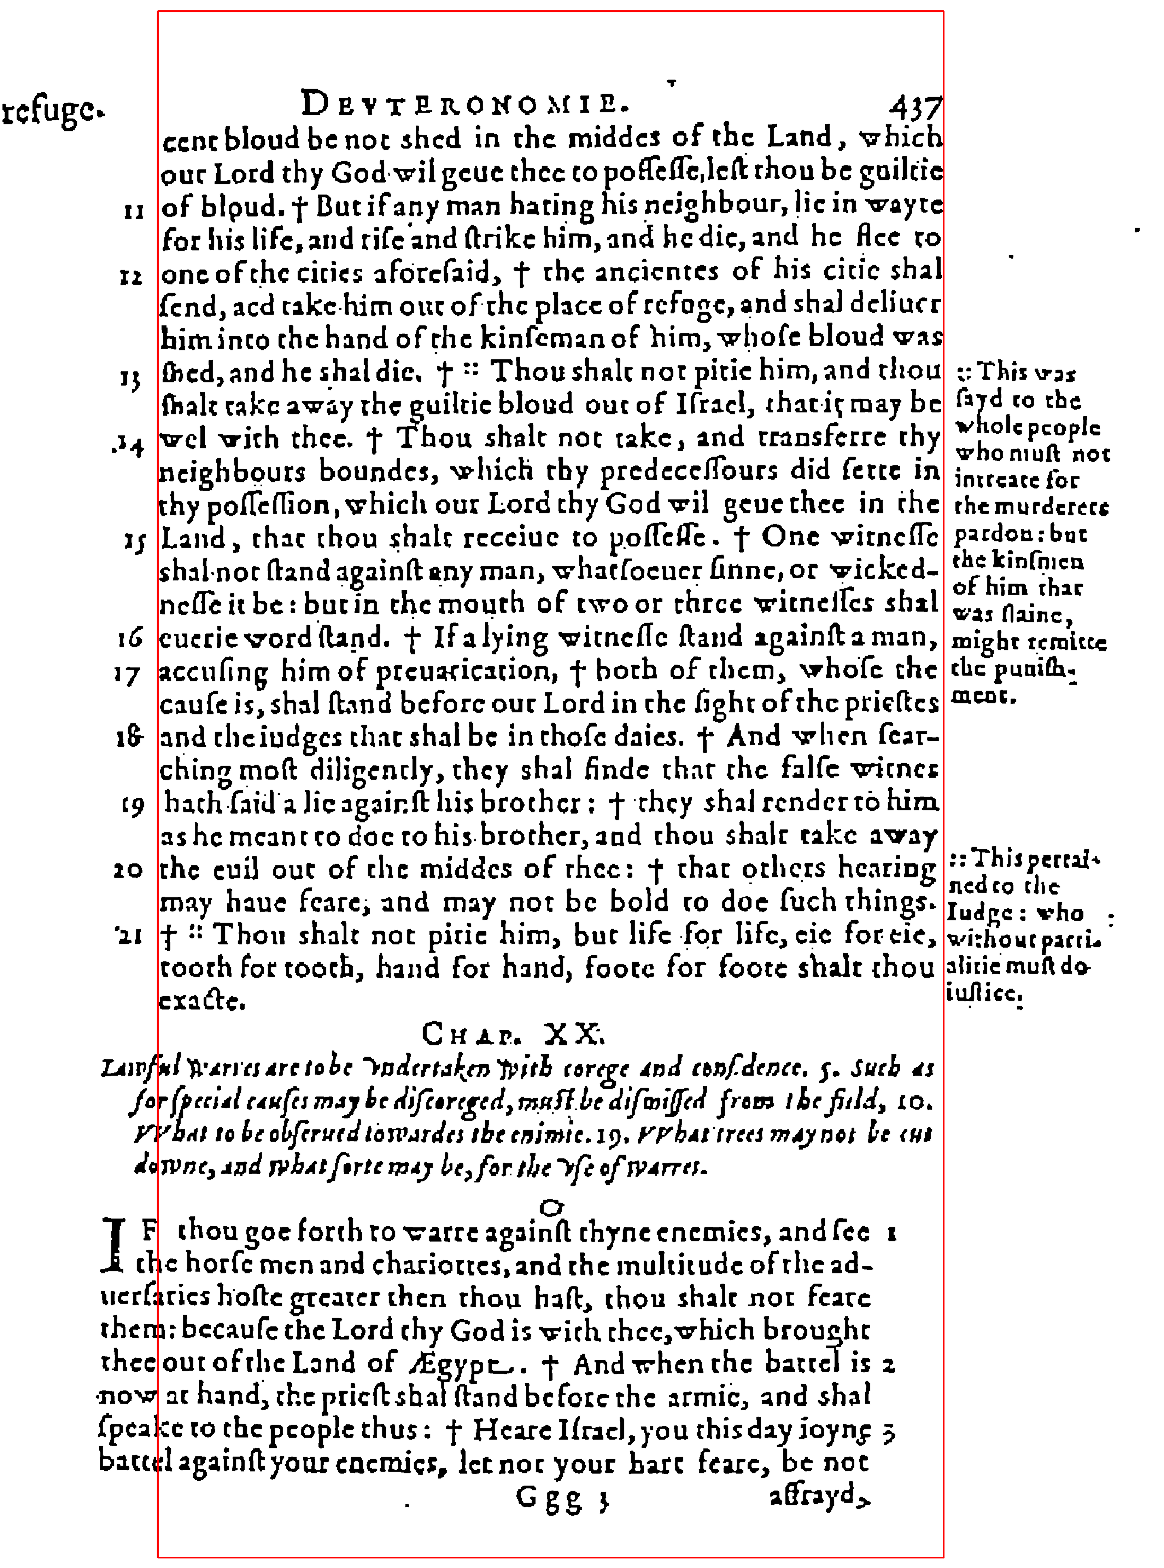 refuge.
DEVTERONOMIE. 437
cent bloud be not shed in the middes of the Land, which
our Lord thy God wil geue thee to poſſeſſe, leſt thou be guiltie
11 of bloud. † But if any man hating his neighbour, lie in wayte
for his life, and riſe and ſtrike him, and he die, and he flee to
12 one of the cities aforeſaid, † the ancientes of his citie shal
ſend, aed take him out of the place of refuge, and shal deliuer
him into the hand of the kinſeman of him, whoſe bloud was
13 ſhed, and he shal die. † :: Thou shalt not pitie him, and thou
ſhalt take away the guiltie bloud out of Iſrael, that it may be
14 wel with thee. † Thou shalt not take, and transferre thy
neighbours boundes, which thy predeceſſours did ſette in
thy poſſeſſion, which our Lord thy God wil geue thee in the
15 Land, that thou shalt receiue to poſſeſſe. † One witneſſe
shal not ſtand againſt any man, whatſoeuer ſinne, or wicked-
neſſe it be: but in the mouth of two or three witneſſes shal
16 euerie word ſtand. † If a lying witneſſe ſtand againſt a man,
17 accuſing him of preuarication, † both of them, whoſe the
cauſe is, shal ſtand before our Lord in the ſight of the prieſtes
18 and the iudges that shal be in thoſe daies. † And when ſear-
ching moſt diligently, they shal finde that the falſe witnes
19 hath ſaid a lie againſt his brother: † they shal render to him
as he meant to doe to his brother, and thou shalt take away
20 the euil out of the middes of thee: † that others hearing
may haue feare, and may not be bold to doe ſuch things.
21 † :: Thou shalt not pitie him, but life for life, eie for eie,
tooth for tooth, hand for hand, foote for foote shalt thou
exacte.
:: This was
ſayd to the
whole people
who muſt not
intreate for
the murderers
pardon: but
the kinſmen
of him that
was ſlaine,
might remitte
the puniſh-
ment.
:: This pertai-
ned to the
Iudge: who
without parti-
alitie muſt do
iuſtice.
CHAP. XX.
Lawful warres are to be vndertaken with corege and confidence. 5. Such as
for ſpecial cauſes may be diſcoreged, muſt be diſmiſſed from the field, 10.
VVhat to be obſerued towardes the enimie. 19. VVhat trees may not be cut
downe, and what ſorte may be, for the vſe of warres.
IF thou goe forth to warre againſt thyne enemies, and ſee 1
the horſe men and chariottes, and the multitude of the ad-
uerſaries hoſte greater then thou haſt, thou shalt not feare
them: becauſe the Lord thy God is with thee, which brought
thee out of the Land of Ægypt. † And when the battel is 2
now at hand, the prieſt shal ſtand before the armie, and shal
ſpeake to the people thus: † Heare Iſrael, you this day ioyne 3
battel againſt your enemies, let not your hart feare, be not
Ggg 3 affrayd,